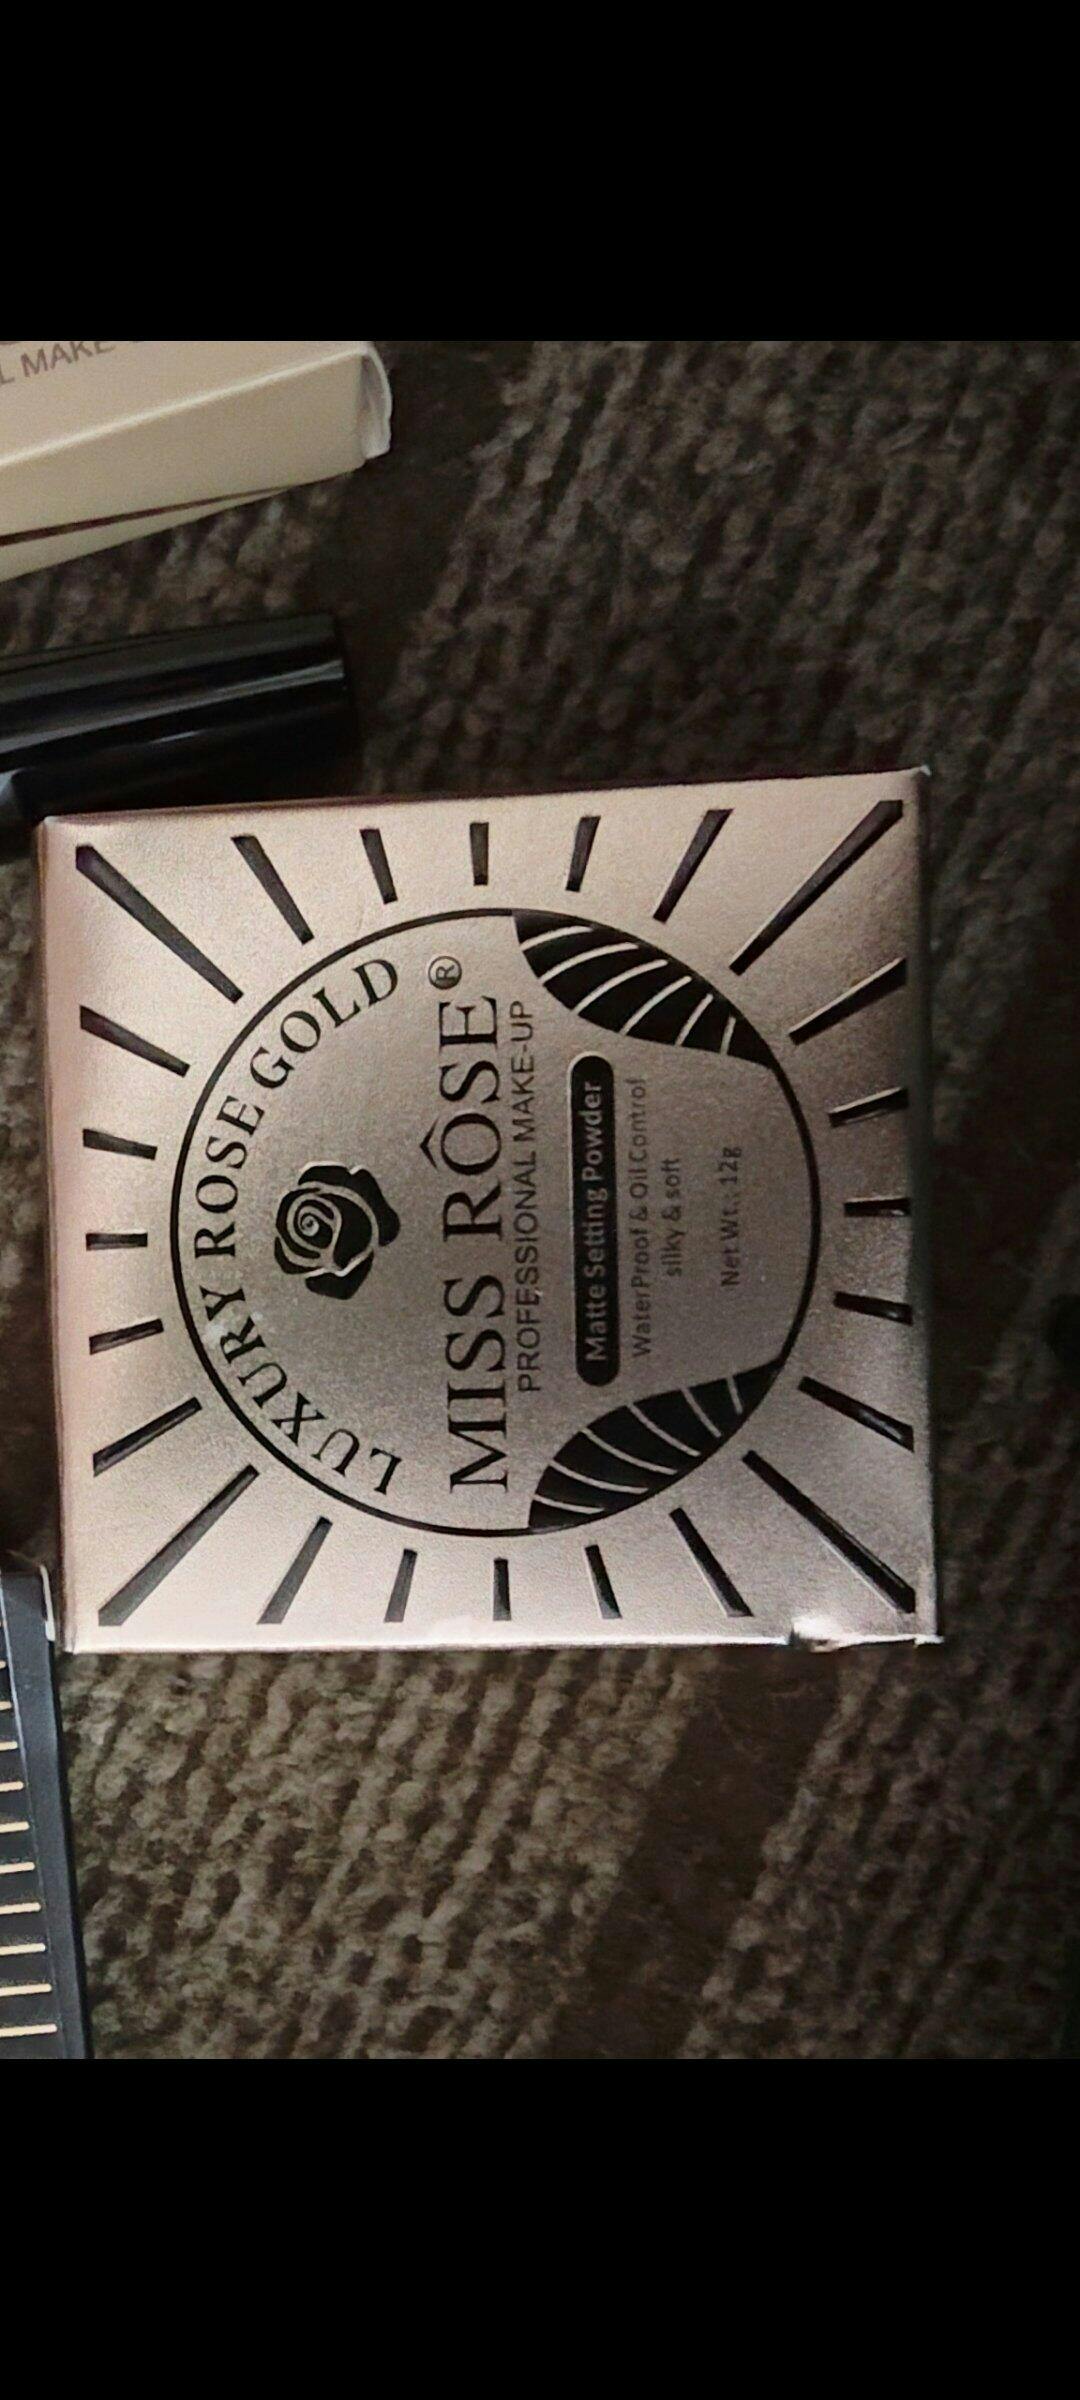 L MAKE
LUXURY ROSE GOLD
MISS RÔSE®
PROFESSIONAL MAKE-UP
Matte Setting Powder
WaterProof & Oil Control
silky & soft
Net Wt.: 12g